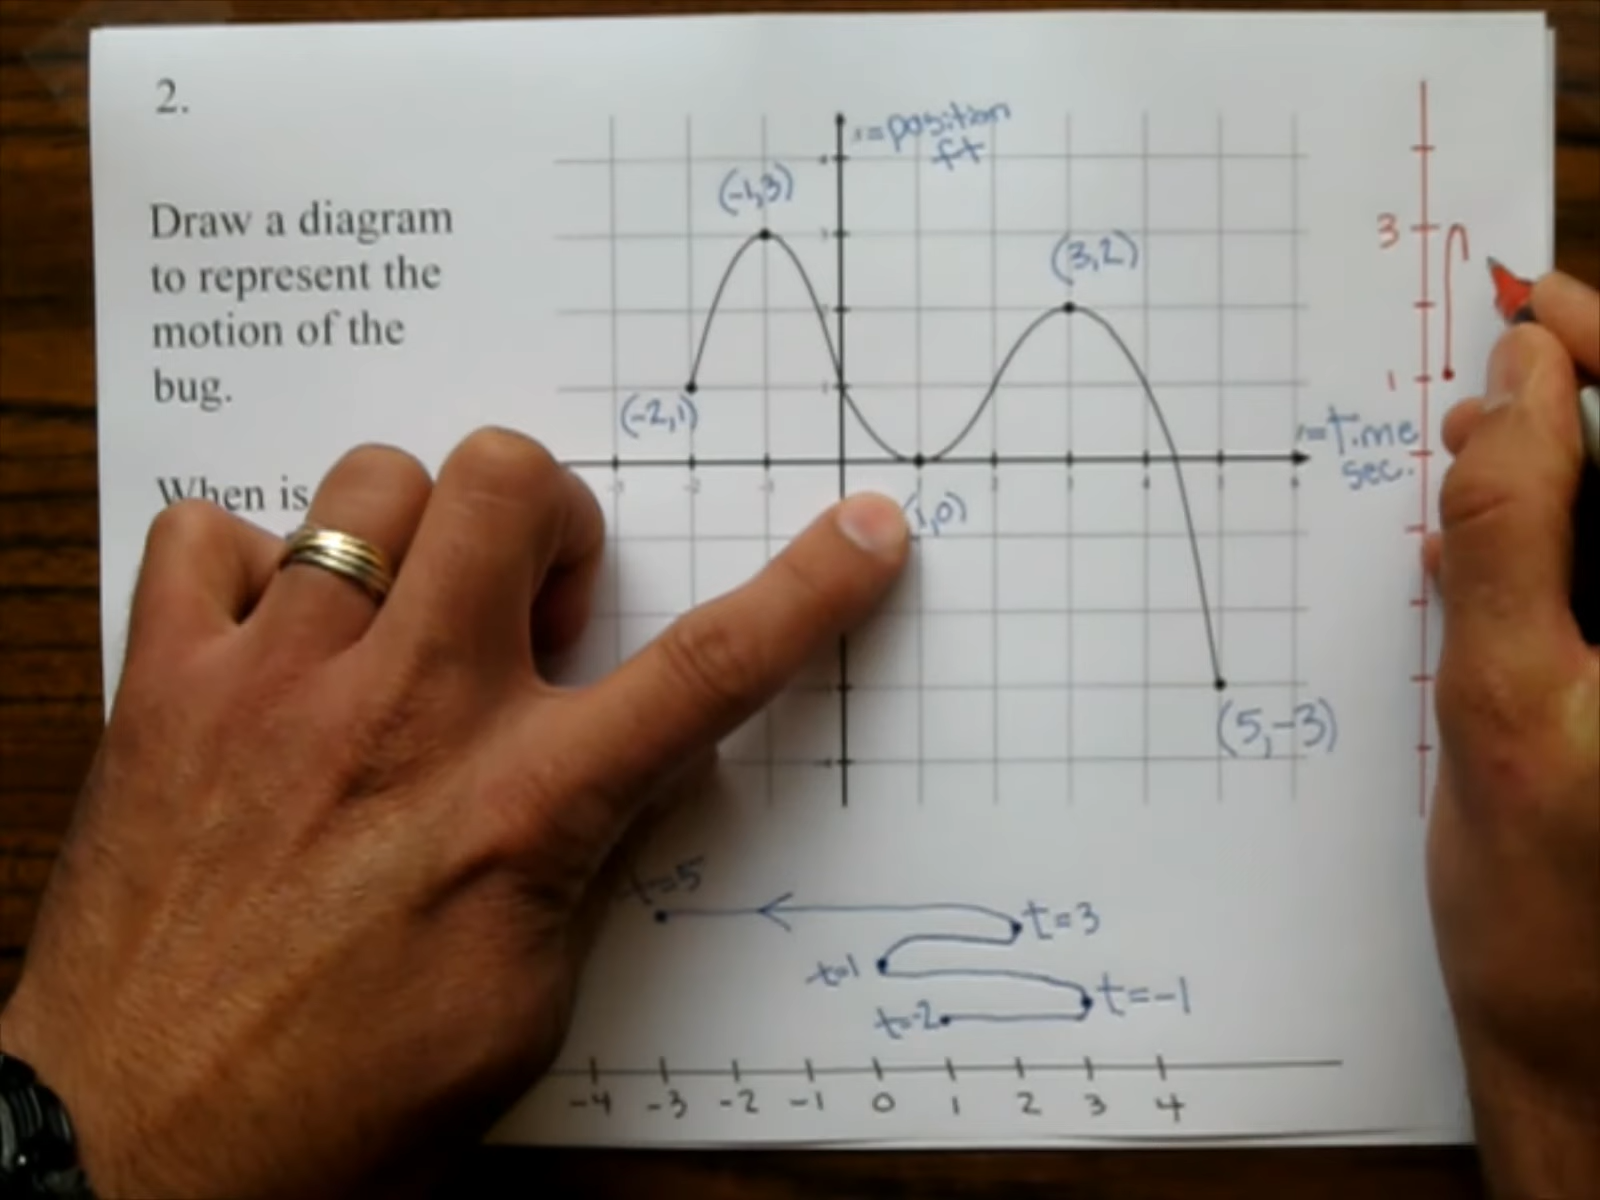 2.
Draw a diagram
to represent the
motion of the
bug.
When is
s=position
ft
(-1,3)
(3,2)
(-2,1)
(1,0)
(5,-3)
t=time
sec.
3
1
t=5
t=3
t=1
t=-1
t=-2
-4 -3 -2 -1 0 1 2 3 4